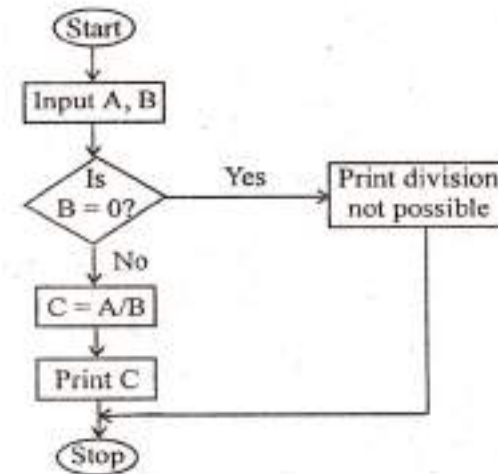 Start
Input A, B
Is
B = 0?
Yes
Print division
not possible
No
C = A/B
Print C
Stop